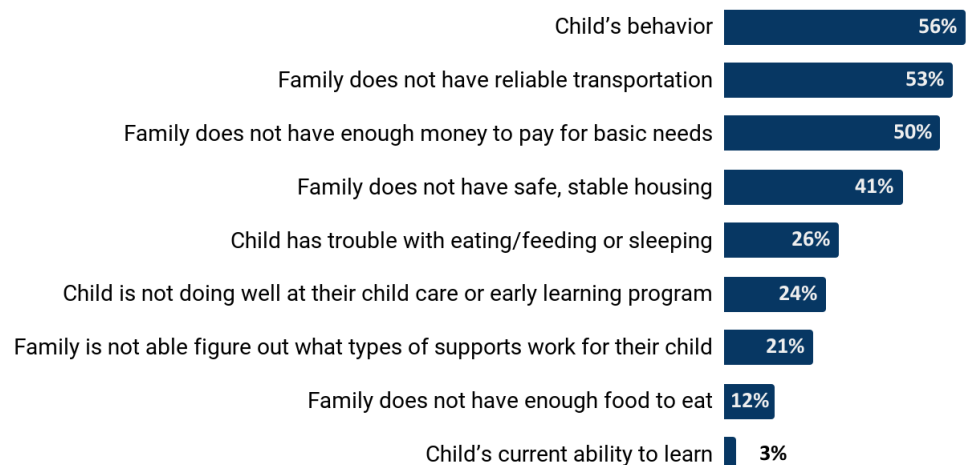 Child’s behavior 56%
Family does not have reliable transportation 53%
Family does not have enough money to pay for basic needs 50%
Family does not have safe, stable housing 41%
Child has trouble with eating/feeding or sleeping 26%
Child is not doing well at their child care or early learning program 24%
Family is not able figure out what types of supports work for their child 21%
Family does not have enough food to eat 12%
Child’s current ability to learn 3%